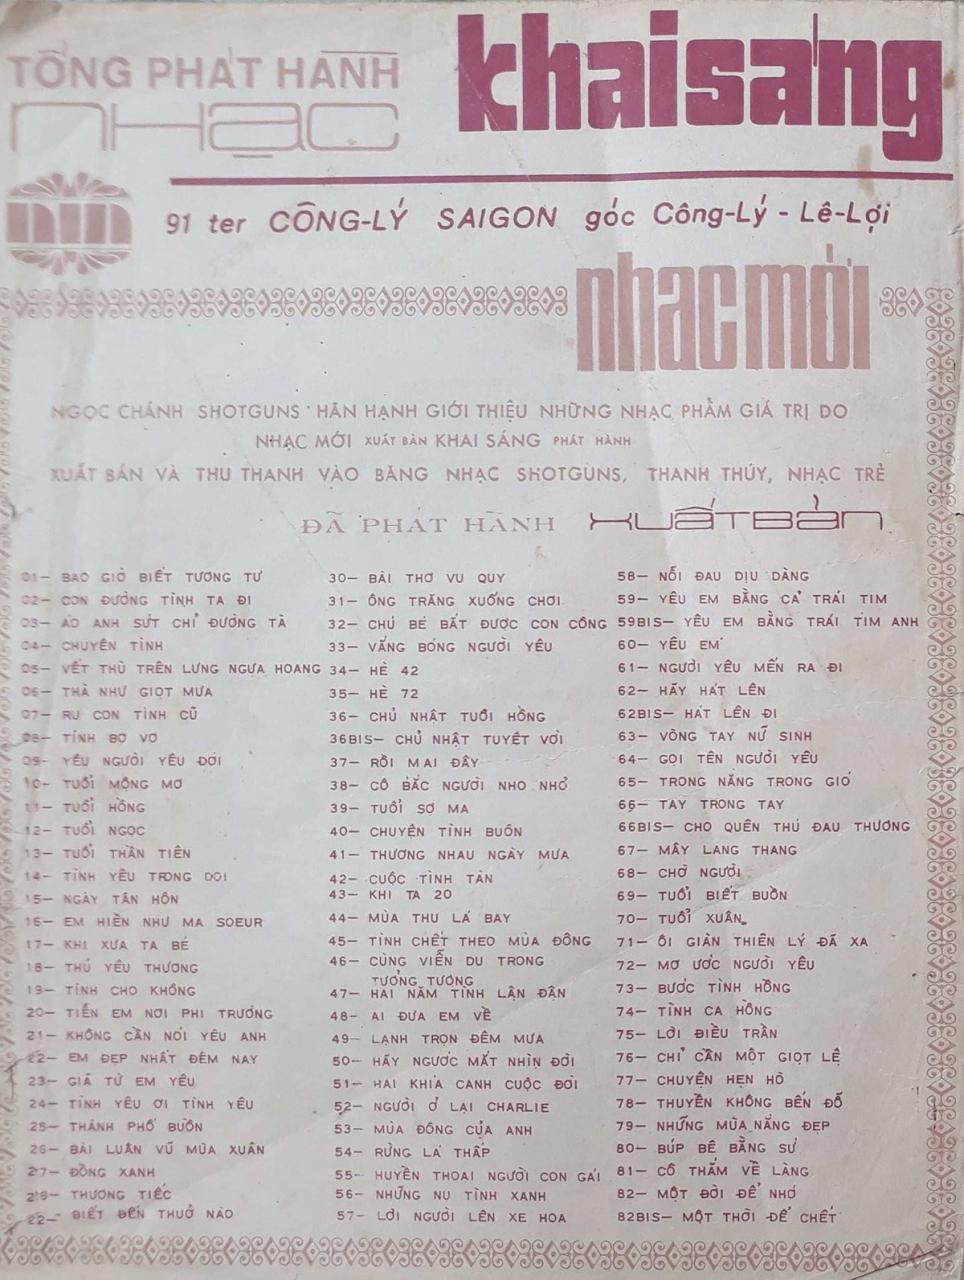 TỔNG PHÁT HÀNH
NHẠC
khaisáng
91 ter CÔNG-LÝ SAIGON góc Công-Lý - Lê-Lợi
nhạc mới
NGỌC CHÁNH SHOTGUNS HÂN HẠNH GIỚI THIỆU NHỮNG NHẠC PHẨM GIÁ TRỊ DO
NHẠC MỚI XUẤT BẢN KHAI SÁNG PHÁT HÀNH
XUẤT BẢN VÀ THU THANH VÀO BĂNG NHẠC SHOTGUNS, THANH THÚY, NHẠC TRẺ
ĐÃ PHÁT HÀNH XUẤT BẢN
01— BAO GIỜ BIẾT TƯƠNG TƯ
02— CON ĐƯỜNG TÌNH TA ĐI
03— ÁO ANH SỨT CHỈ ĐƯỜNG TÀ
04— CHUYỆN TÌNH
05— VẾT THÙ TRÊN LƯNG NGỰA HOANG
06— THÀ NHƯ GIỌT MƯA
07— RU CON TÌNH CŨ
08— TÌNH BƠ VƠ
09— YÊU NGƯỜI YÊU ĐỜI
10— TUỔI MỘNG MƠ
11— TUỔI HỒNG
12— TUỔI NGỌC
13— TUỔI THẦN TIÊN
14— TÌNH YÊU TRONG ĐỜI
15— NGÀY TÂN HÔN
16— EM HIỀN NHƯ MA SOEUR
17— KHI XƯA TA BÉ
18— THÚ YÊU THƯƠNG
19— TÌNH CHO KHÔNG
20— TIỄN EM NƠI PHI TRƯỜNG
21— KHÔNG CẦN NÓI YÊU ANH
22— EM ĐẸP NHẤT ĐÊM NAY
23— GIÃ TỪ EM YÊU
24— TÌNH YÊU ƠI TÌNH YÊU
25— THÀNH PHỐ BUỒN
26— BÀI LUÂN VŨ MÙA XUÂN
27— ĐỒNG XANH
28— THƯƠNG TIẾC
22— BIẾT ĐẾN THUỞ NÀO
30— BÀI THƠ VU QUY
31— ÔNG TRĂNG XUỐNG CHƠI
32— CHÚ BÉ BẮT ĐƯỢC CON CÔNG
33— VẮNG BÓNG NGƯỜI YÊU
34— HÈ 42
35— HÈ 72
36— CHỦ NHẬT TUỔI HỒNG
36BIS— CHỦ NHẬT TUYỆT VỜI
37— RỒI MAI ĐÂY
38— CÔ BẮC NGƯỜI NHO NHỎ
39— TUỔI SỢ MA
40— CHUYỆN TÌNH BUỒN
41— THƯƠNG NHAU NGÀY MƯA
42— CUỘC TÌNH TÀN
43— KHI TA 20
44— MÙA THU LÁ BAY
45— TÌNH CHẾT THEO MÙA ĐÔNG
46— CÙNG VIỄN DU TRONG
TƯỞNG TƯỢNG
47— HAI NĂM TÌNH LẬN ĐẬN
48— AI ĐƯA EM VỀ
49— LẠNH TRỌN ĐÊM MƯA
50— HÃY NGƯỚC MẮT NHÌN ĐỜI
51— HAI KHÍA CẠNH CUỘC ĐỜI
52— NGƯỜI Ở LẠI CHARLIE
53— MÙA ĐÔNG CỦA ANH
54— RỪNG LÁ THẤP
55— HUYỀN THOẠI NGƯỜI CON GÁI
56— NHỮNG NỤ TÌNH XANH
57— LỜI NGƯỜI LÊN XE HOA
58— NỖI ĐAU DỊU DÀNG
59— YÊU EM BẰNG CẢ TRÁI TIM
59BIS— YÊU EM BẰNG TRÁI TIM ANH
60— YÊU EM
61— NGƯỜI YÊU MẾN RA ĐI
62— HÃY HÁT LÊN
62BIS— HÁT LÊN ĐI
63— VÒNG TAY NỮ SINH
64— GỌI TÊN NGƯỜI YÊU
65— TRONG NẮNG TRONG GIÓ
66— TAY TRONG TAY
66BIS— CHO QUÊN THÚ ĐAU THƯƠNG
67— MÂY LANG THANG
68— CHỜ NGƯỜI
69— TUỔI BIẾT BUỒN
70— TUỔI XUÂN
71— ÔI GIÀN THIÊN LÝ ĐÃ XA
72— MƠ ƯỚC NGƯỜI YÊU
73— BƯỚC TÌNH HỒNG
74— TÌNH CA HỒNG
75— LỜI ĐIÊU TRẦN
76— CHỈ CẦN MỘT GIỌT LỆ
77— CHUYỆN HẸN HÒ
78— THUYỀN KHÔNG BẾN ĐỖ
79— NHỮNG MÙA NẮNG ĐẸP
80— BÚP BÊ BẰNG SỨ
81— CÔ THẮM VỀ LÀNG
82— MỘT ĐỜI ĐỂ NHỚ
82BIS— MỘT THỜI ĐỂ CHẾT